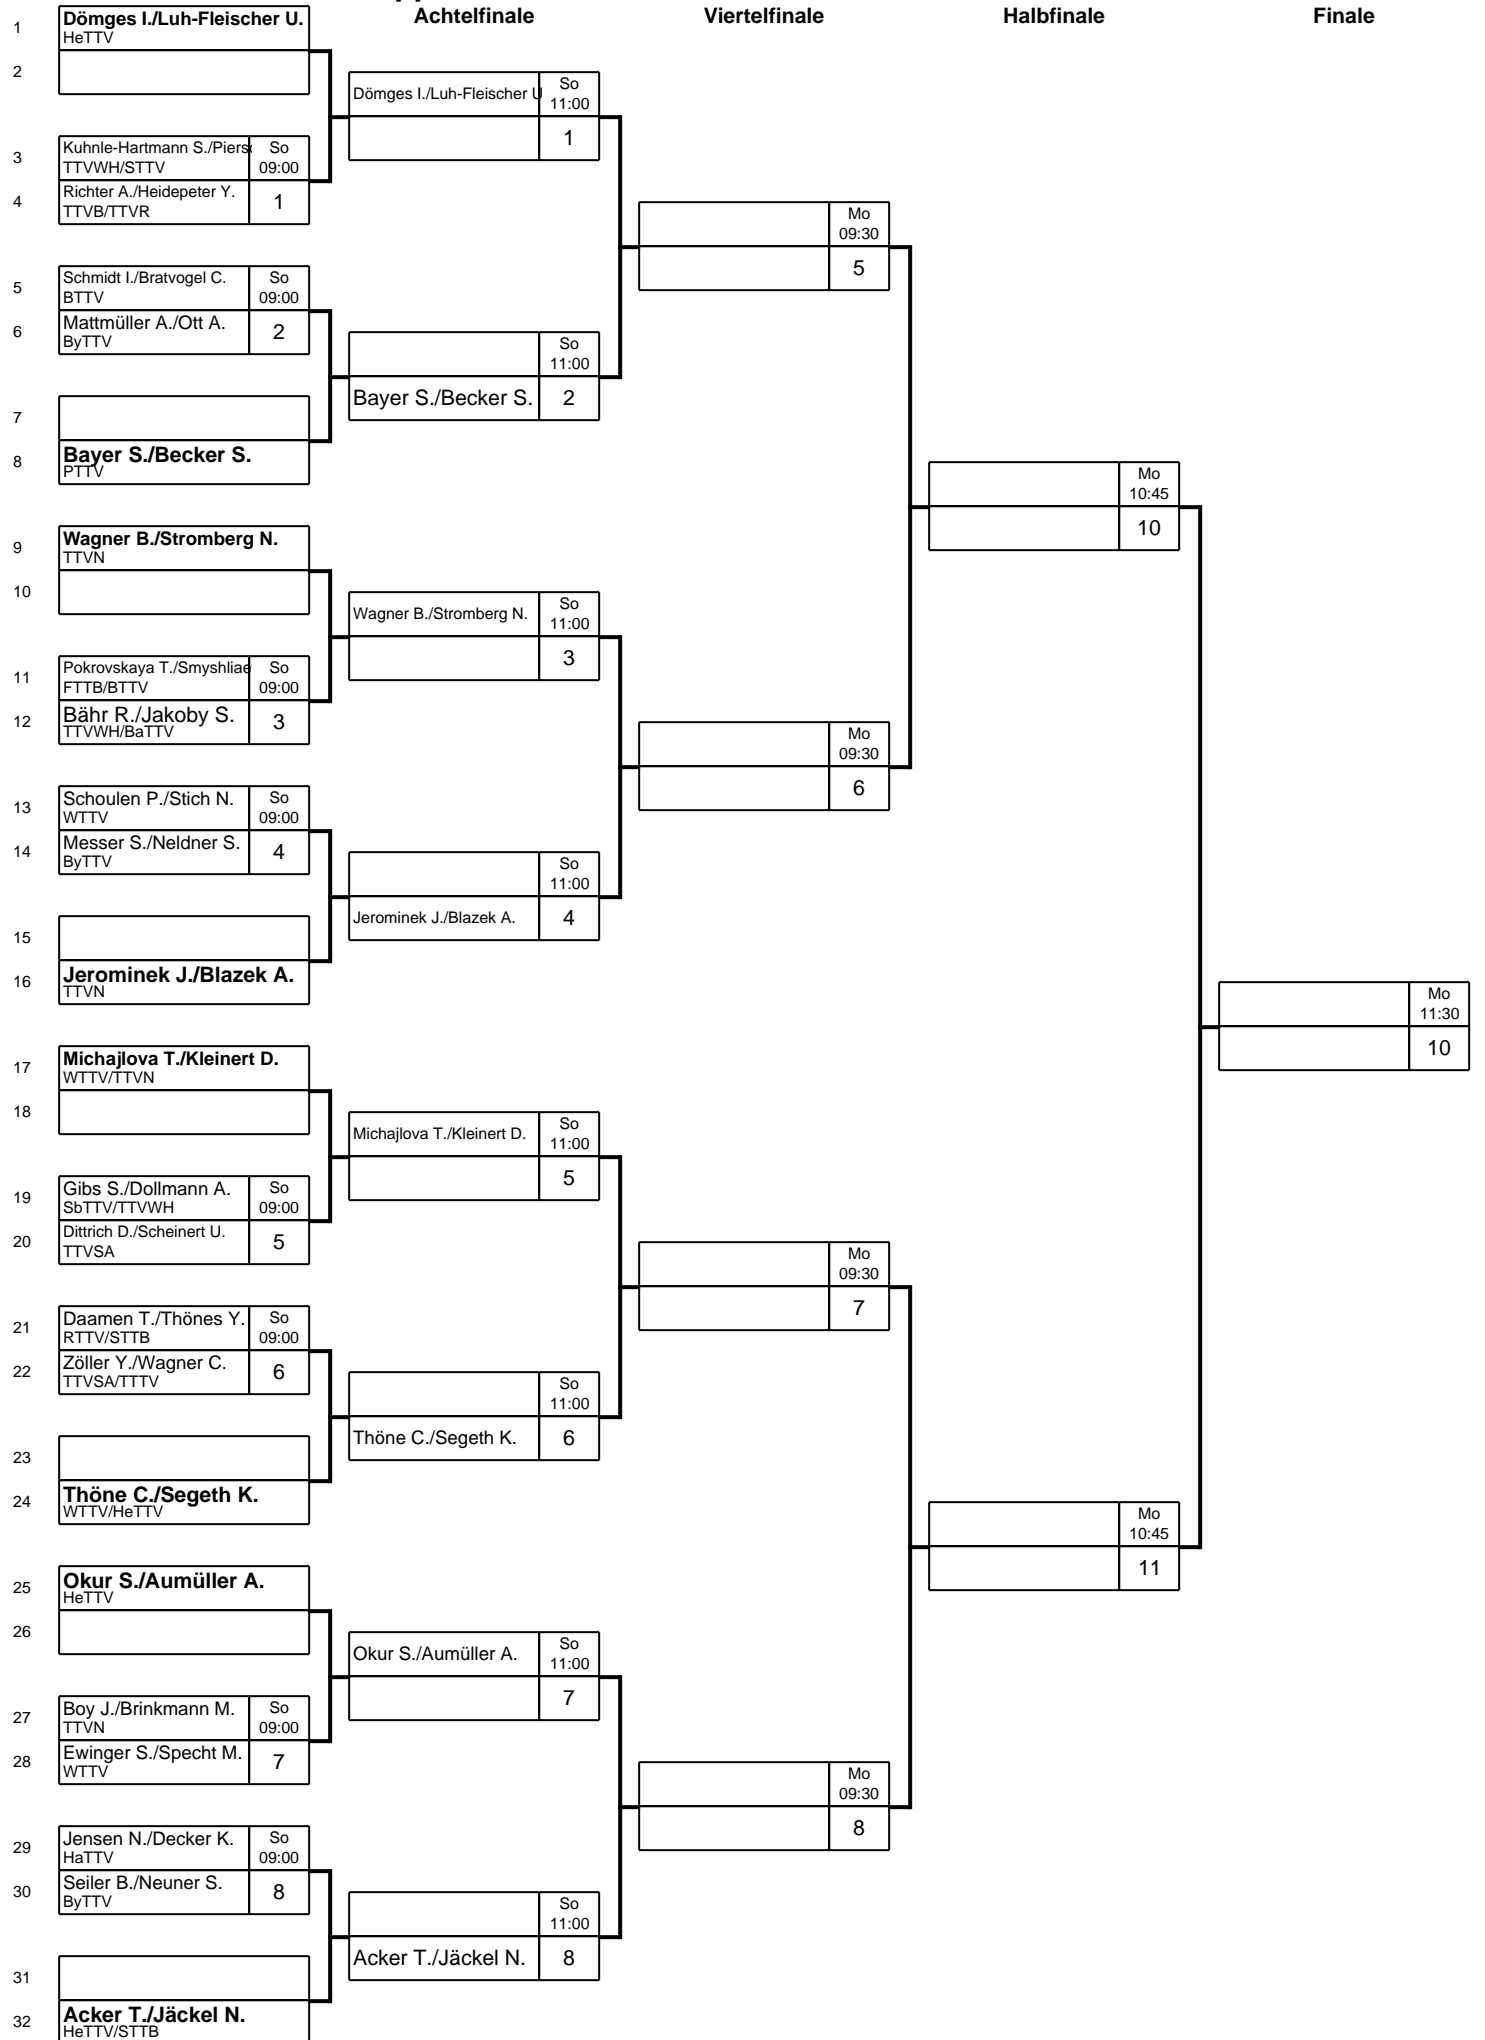 Achtelfinale Viertelfinale Halbfinale Finale
1 Dömges I./Luh-Fleischer U.
HeTTV
2
Dömges I./Luh-Fleischer U So
11:00
1
3 Kuhnle-Hartmann S./Piers So
TTVWH/STTV 09:00
4 Richter A./Heidepeter Y.
TTVB/TTVR 1
Mo
09:30
5
5 Schmidt I./Bratvogel C. So
BTTV 09:00
6 Mattmüller A./Ott A.
ByTTV 2
So
11:00
Bayer S./Becker S. 2
7
8 Bayer S./Becker S.
PTTV
Mo
10:45
10
9 Wagner B./Stromberg N.
TTVN
10
Wagner B./Stromberg N. So
11:00
3
11 Pokrovskaya T./Smyshliae So
FTTB/BTTV 09:00
12 Bähr R./Jakoby S.
TTVWH/BaTTV 3
Mo
09:30
6
13 Schoulen P./Stich N. So
WTTV 09:00
14 Messer S./Neldner S.
ByTTV 4
So
11:00
Jerominek J./Blazek A. 4
15
16 Jerominek J./Blazek A.
TTVN
Mo
11:30
10
17 Michajlova T./Kleinert D.
WTTV/TTVN
18
Michajlova T./Kleinert D. So
11:00
5
19 Gibs S./Dollmann A. So
SbTTV/TTVWH 09:00
20 Dittrich D./Scheinert U.
TTVSA 5
Mo
09:30
7
21 Daamen T./Thönes Y. So
RTTV/STTB 09:00
22 Zöller Y./Wagner C.
TTVSA/TTTV 6
So
11:00
Thöne C./Segeth K. 6
23
24 Thöne C./Segeth K.
WTTV/HeTTV
Mo
10:45
11
25 Okur S./Aumüller A.
HeTTV
26
Okur S./Aumüller A. So
11:00
7
27 Boy J./Brinkmann M. So
TTVN 09:00
28 Ewinger S./Specht M.
WTTV 7
Mo
09:30
8
29 Jensen N./Decker K. So
HaTTV 09:00
30 Seiler B./Neuner S.
ByTTV 8
So
11:00
Acker T./Jäckel N. 8
31
32 Acker T./Jäckel N.
HeTTV/STTB